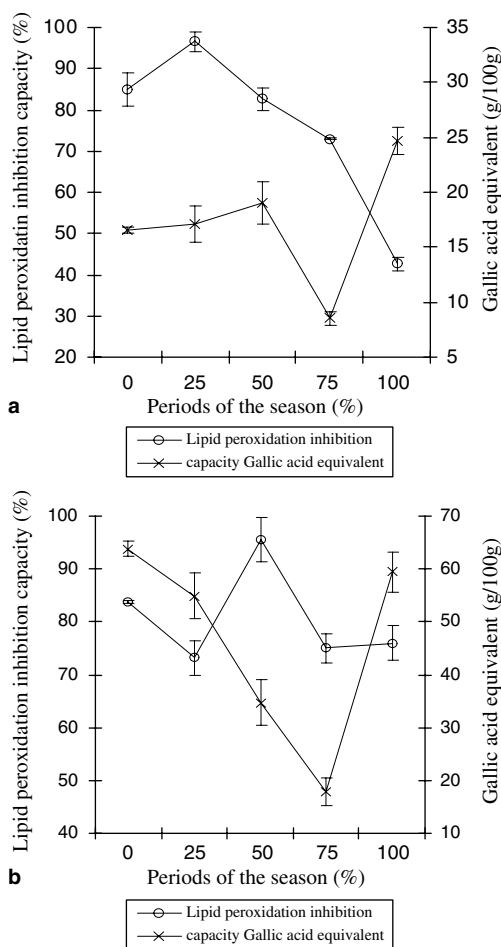 Lipid peroxidatin inhibition capacity (%)
100
90
80
70
60
50
40
30
20
35
30
25
20
15
10
5
Gallic acid equivalent (g/100g)
0 25 50 75 100
a
Periods of the season (%)
Lipid peroxidation inhibition
capacity Gallic acid equivalent
Lipid peroxidation inhibition capacity (%)
100
90
80
70
60
50
40
70
60
50
40
30
20
10
Gallic acid equivalent (g/100g)
0 25 50 75 100
b
Periods of the season (%)
Lipid peroxidation inhibition
capacity Gallic acid equivalent